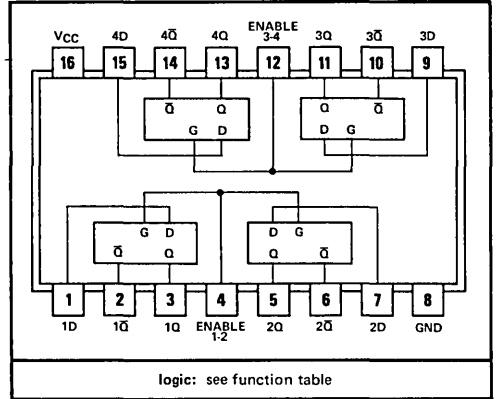 VCC 4D 4Q̅ 4Q ENABLE 3-4 3Q 3Q̅ 3D
16 15 14 13 12 11 10 9
Q̅ Q Q Q̅
G D D G
G D D G
Q̅ Q Q Q̅
1 2 3 4 5 6 7 8
1D 1Q̅ 1Q ENABLE 1-2 2Q 2Q̅ 2D GND
logic: see function table